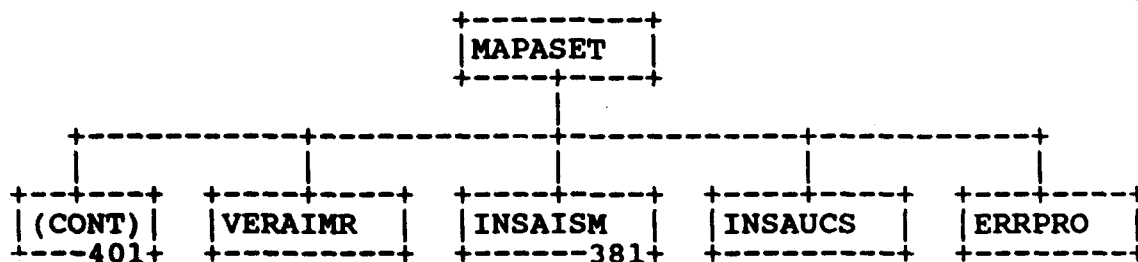 MAPASET
(CONT) VERAIMR INSAISM INSAUCS ERRPRO
401 381